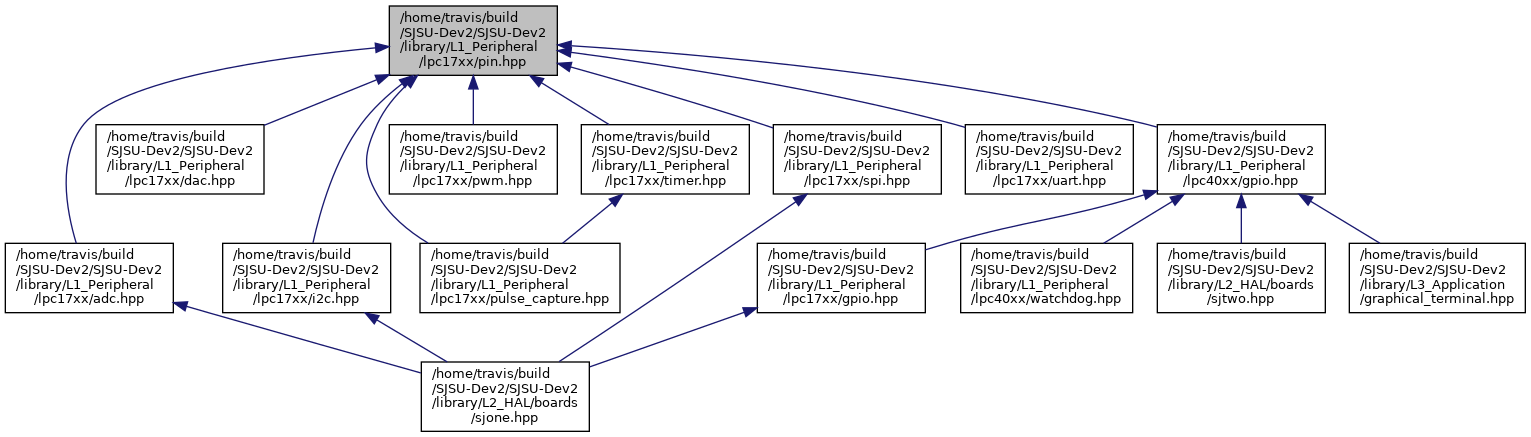 /home/travis/build
/SJSU-Dev2/SJSU-Dev2
/library/L1_Peripheral
/lpc17xx/pin.hpp
/home/travis/build
/SJSU-Dev2/SJSU-Dev2
/library/L1_Peripheral
/lpc17xx/dac.hpp
/home/travis/build
/SJSU-Dev2/SJSU-Dev2
/library/L1_Peripheral
/lpc17xx/pwm.hpp
/home/travis/build
/SJSU-Dev2/SJSU-Dev2
/library/L1_Peripheral
/lpc17xx/timer.hpp
/home/travis/build
/SJSU-Dev2/SJSU-Dev2
/library/L1_Peripheral
/lpc17xx/spi.hpp
/home/travis/build
/SJSU-Dev2/SJSU-Dev2
/library/L1_Peripheral
/lpc17xx/uart.hpp
/home/travis/build
/SJSU-Dev2/SJSU-Dev2
/library/L1_Peripheral
/lpc40xx/gpio.hpp
/home/travis/build
/SJSU-Dev2/SJSU-Dev2
/library/L1_Peripheral
/lpc17xx/adc.hpp
/home/travis/build
/SJSU-Dev2/SJSU-Dev2
/library/L1_Peripheral
/lpc17xx/i2c.hpp
/home/travis/build
/SJSU-Dev2/SJSU-Dev2
/library/L1_Peripheral
/lpc17xx/pulse_capture.hpp
/home/travis/build
/SJSU-Dev2/SJSU-Dev2
/library/L1_Peripheral
/lpc17xx/gpio.hpp
/home/travis/build
/SJSU-Dev2/SJSU-Dev2
/library/L1_Peripheral
/lpc40xx/watchdog.hpp
/home/travis/build
/SJSU-Dev2/SJSU-Dev2
/library/L2_HAL/boards
/sjtwo.hpp
/home/travis/build
/SJSU-Dev2/SJSU-Dev2
/library/L3_Application
/graphical_terminal.hpp
/home/travis/build
/SJSU-Dev2/SJSU-Dev2
/library/L2_HAL/boards
/sjone.hpp